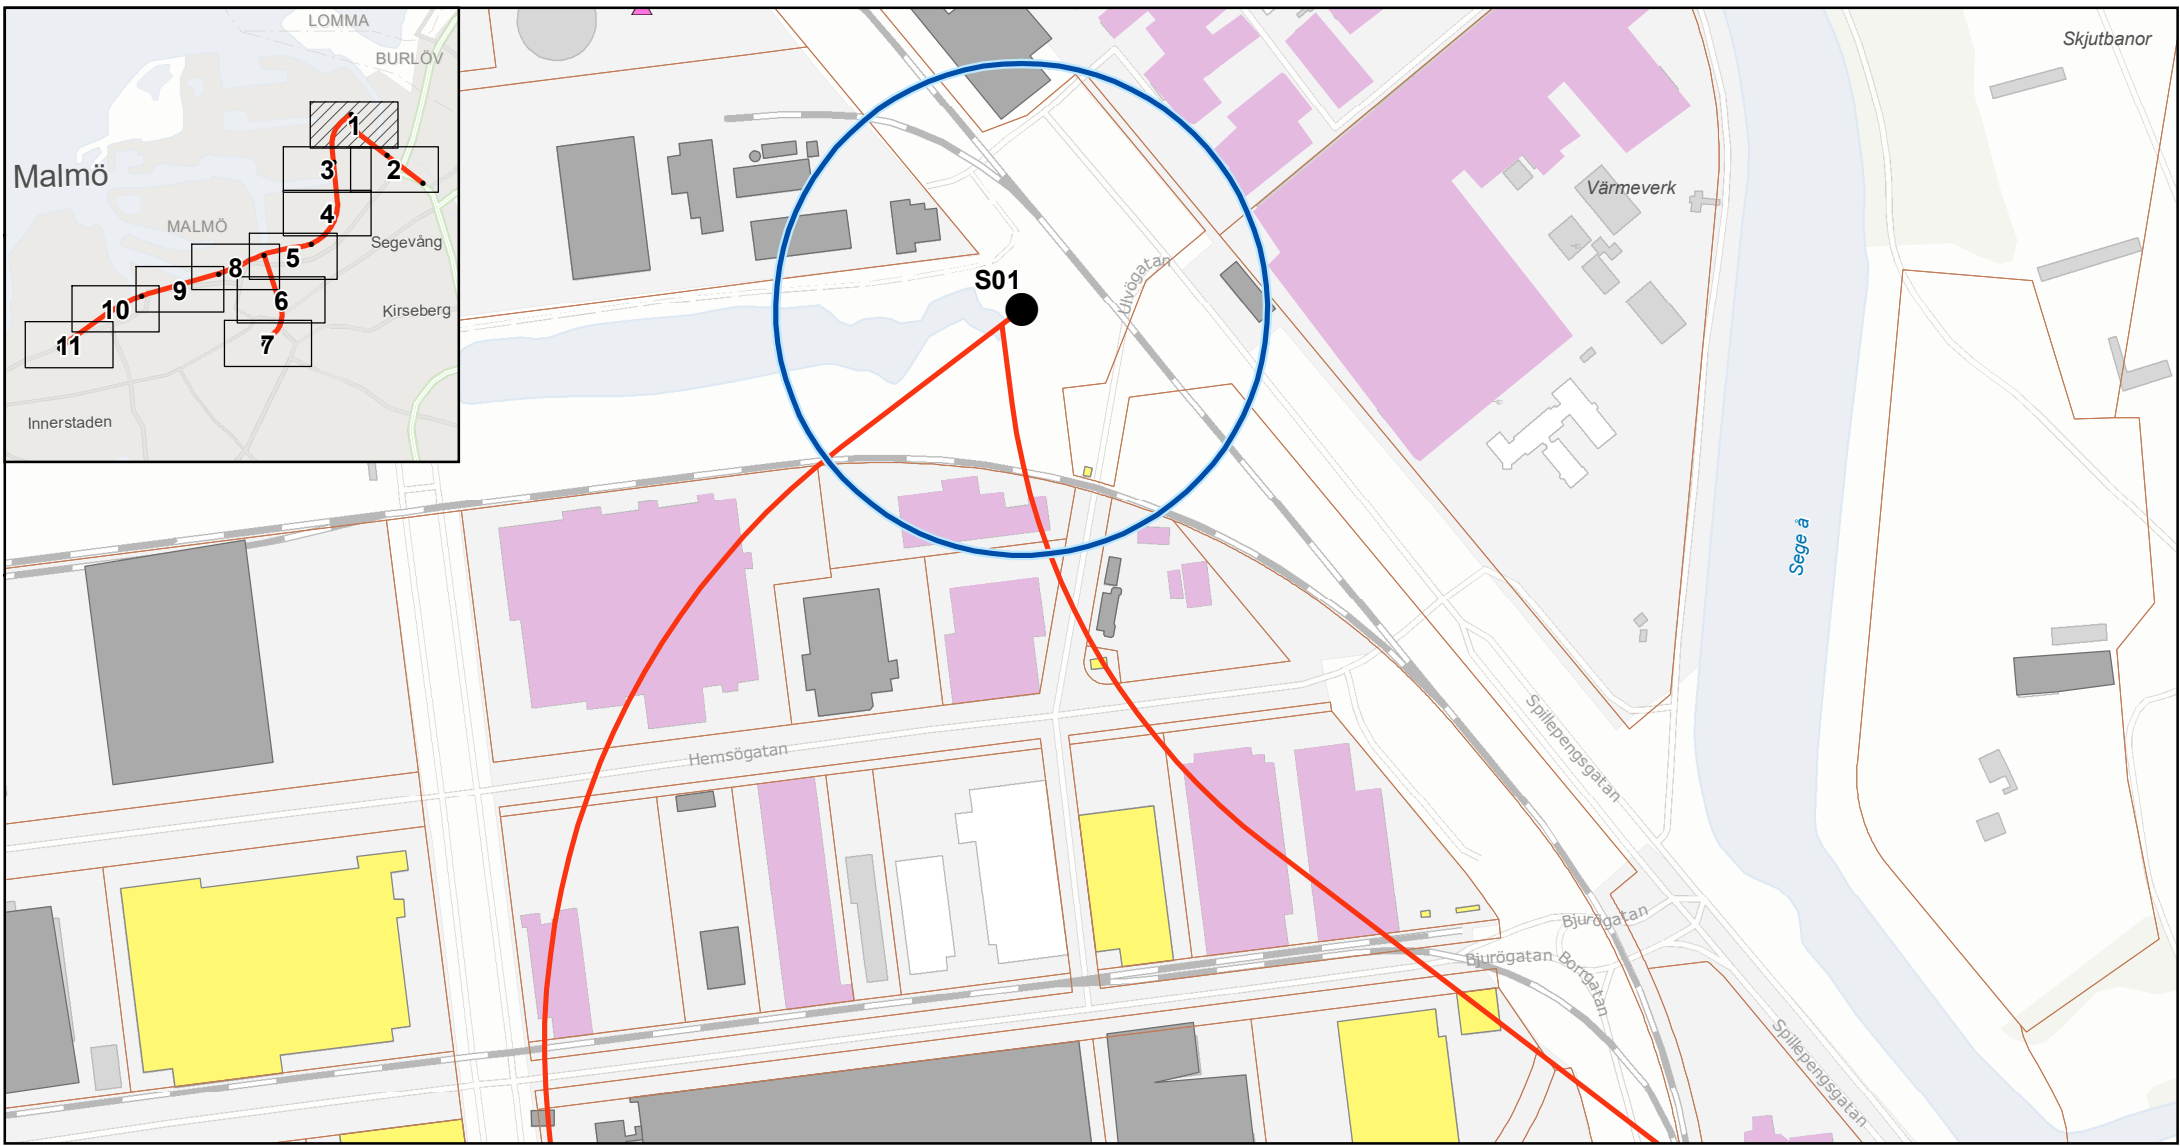 LOMMA
BURLÖV
1
3
2
Malmö
4
MALMÖ
Segevång
5
8
9
6
10
Kirseberg
11
7
Innerstaden
Skjutbanor
Värmeverk
S01
Ulvögatan
Sege å
Spillepengsgatan
Hemsögatan
Bjurögatan
Bjurögatan
Borrgatan
Spillepengsgatan